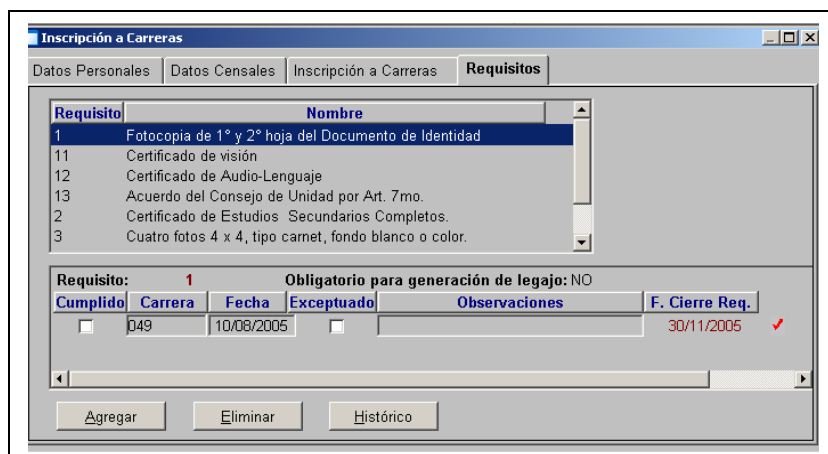 Inscripción a Carreras
Datos Personales Datos Censales Inscripción a Carreras Requisitos
Requisito Nombre
1 Fotocopia de 1° y 2° hoja del Documento de Identidad
11 Certificado de visión
12 Certificado de Audio-Lenguaje
13 Acuerdo del Consejo de Unidad por Art. 7mo.
2 Certificado de Estudios Secundarios Completos.
3 Cuatro fotos 4 x 4, tipo carnet, fondo blanco o color.
Requisito: 1 Obligatorio para generación de legajo: NO
Cumplido Carrera Fecha Exceptuado Observaciones F. Cierre Req.
049 10/08/2005 30/11/2005
Agregar Eliminar Histórico